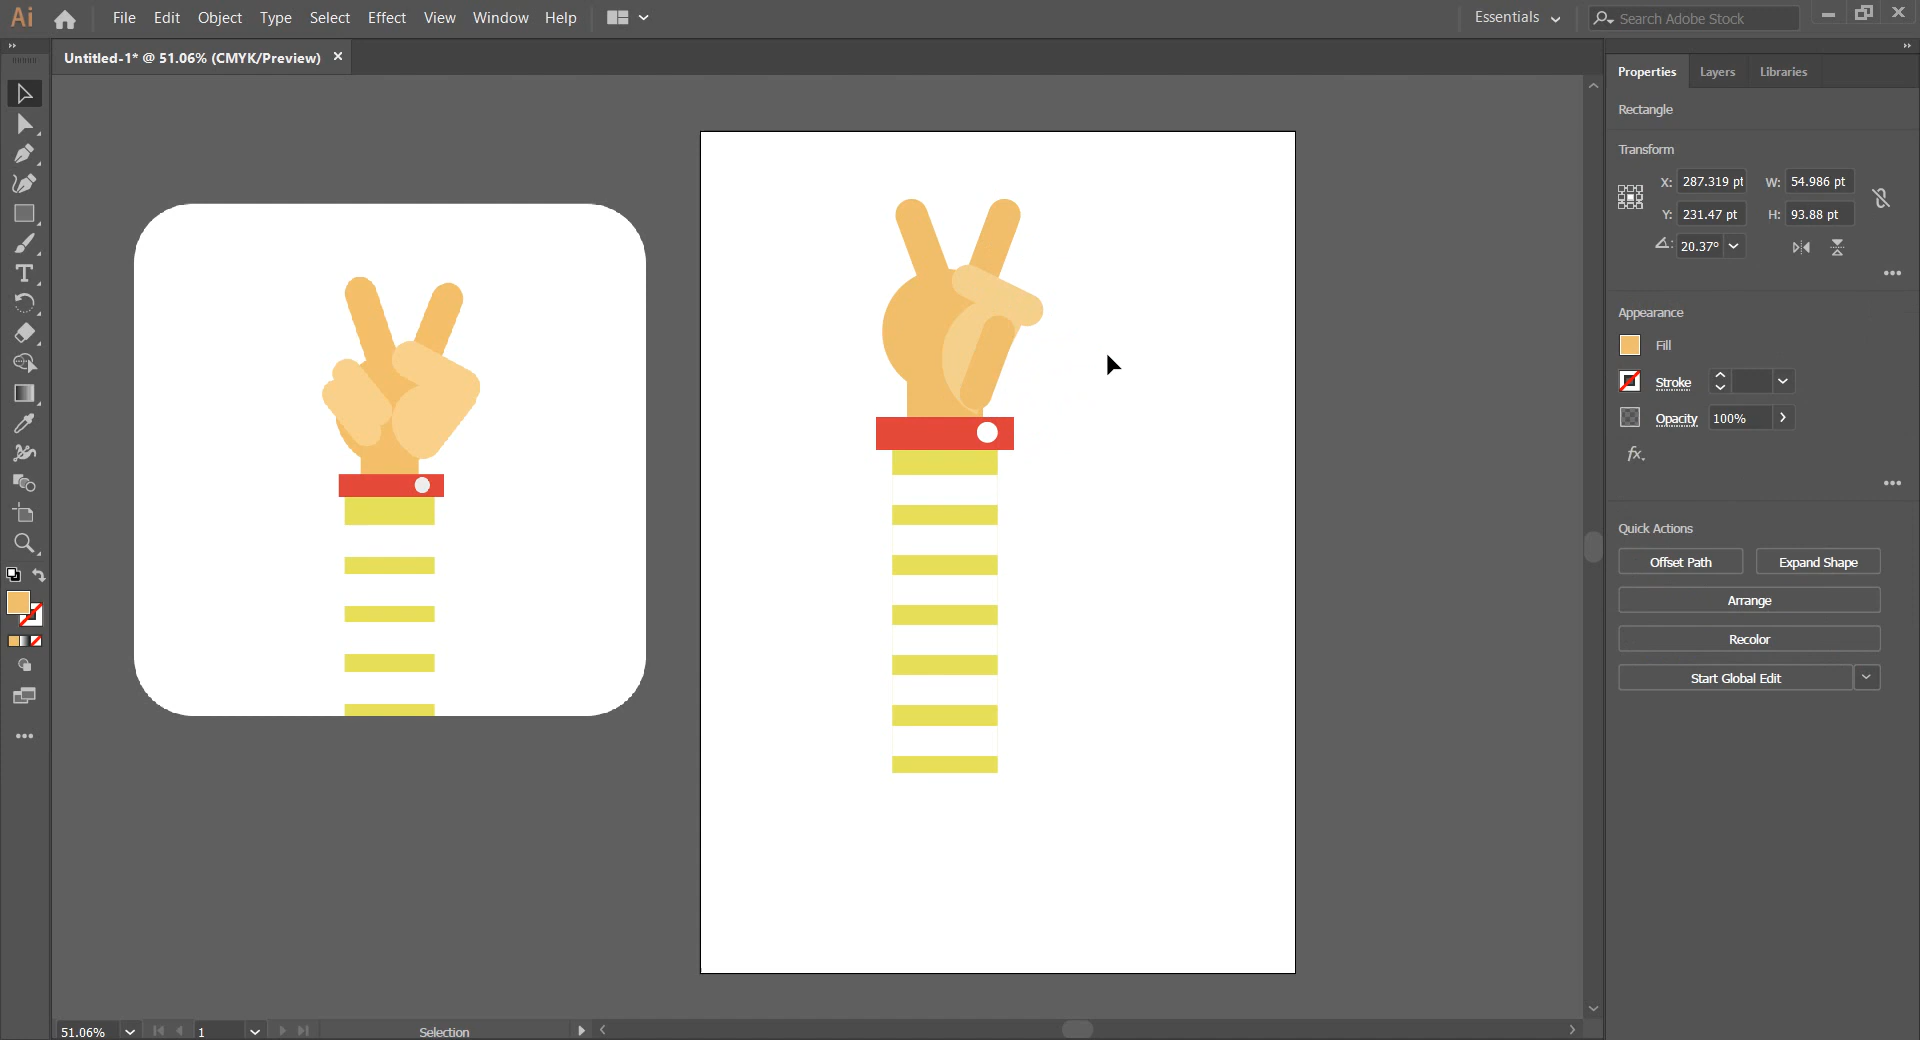 Ai File Edit Object Type Select Effect View Window Help Essentials Search Adobe Stock
Untitled-1* @ 51.06% (CMYK/Preview)
Properties Layers Libraries
Rectangle
Transform
X: 287.319 pt W: 54.986 pt
Y: 231.47 pt H: 93.88 pt
20.37°
Appearance
Fill
Stroke
Opacity 100%
fx.
Quick Actions
Offset Path Expand Shape
Arrange
Recolor
Start Global Edit
51.06% 1 Selection